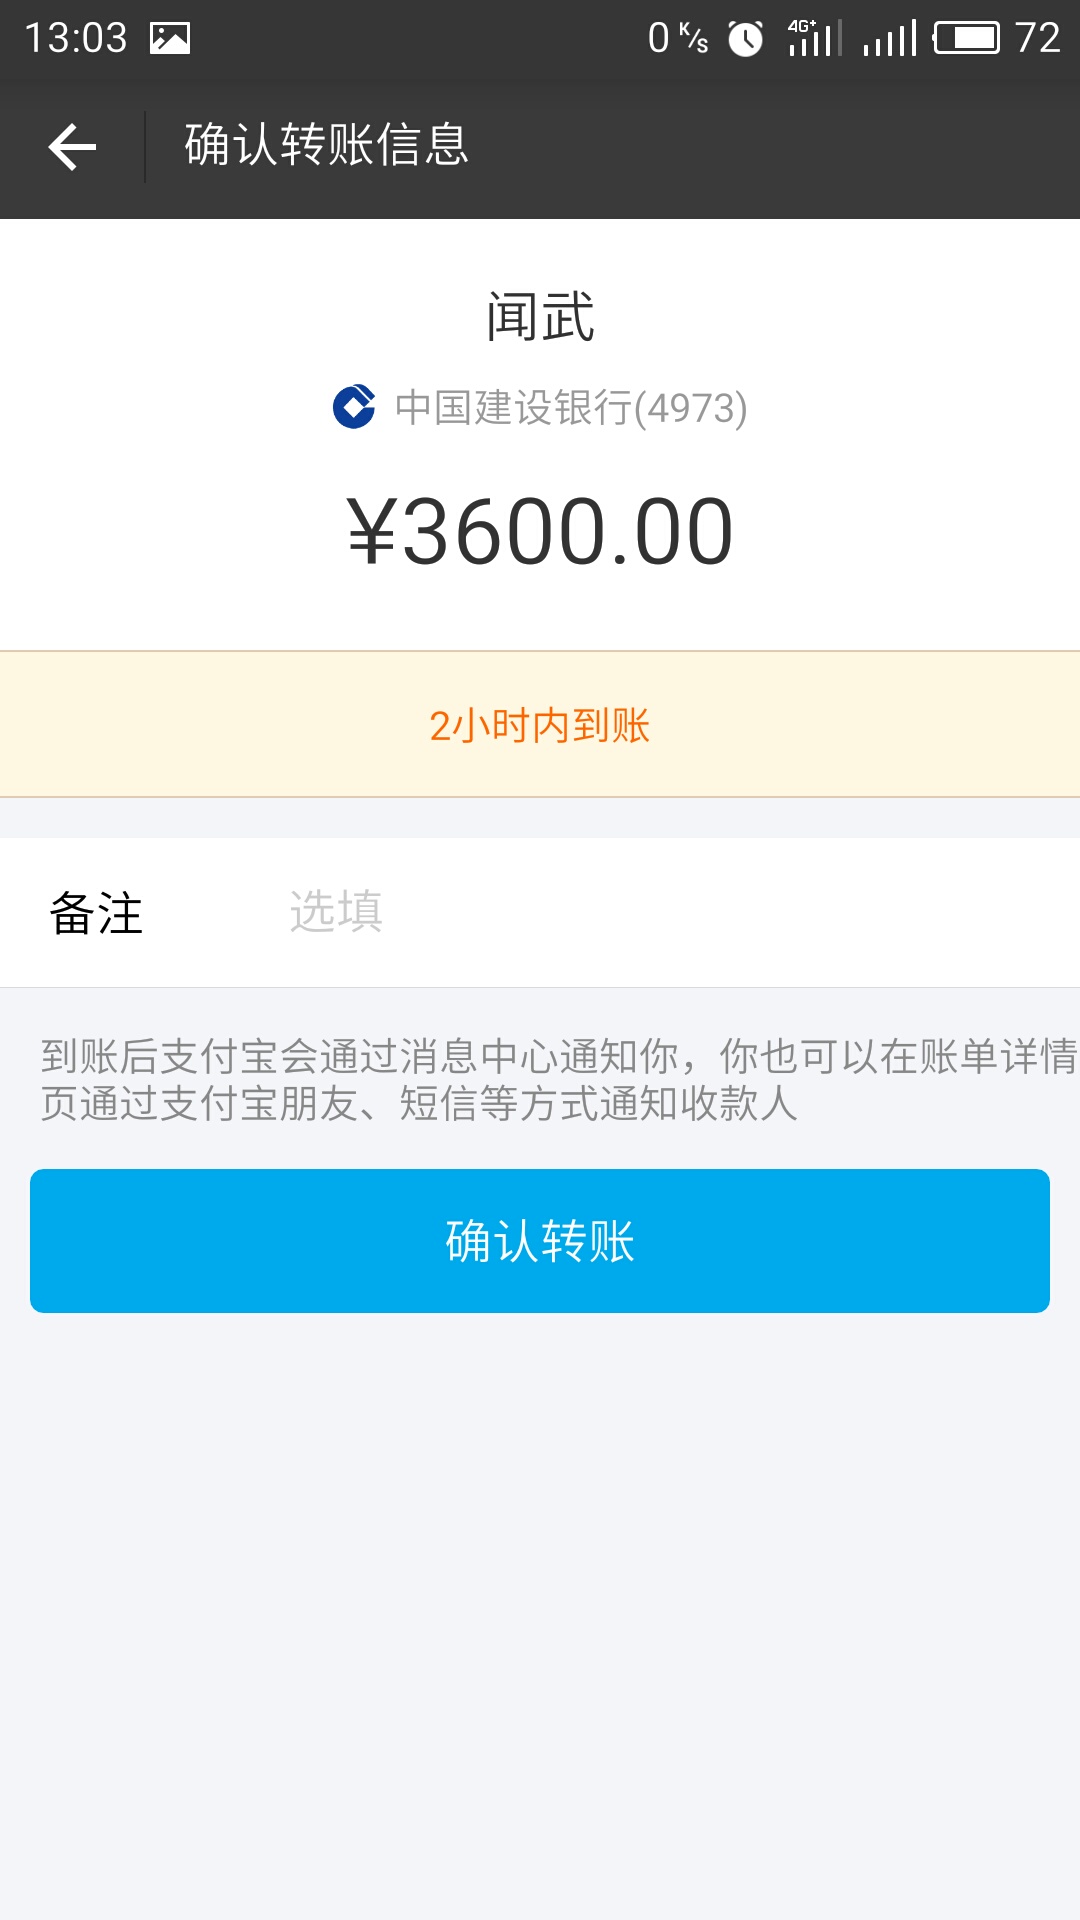 13:03 0 K/s 4G+ 72
确认转账信息
闻武
中国建设银行(4973)
¥3600.00
2小时内到账
备注 选填
到账后支付宝会通过消息中心通知你，你也可以在账单详情
页通过支付宝朋友、短信等方式通知收款人
确认转账